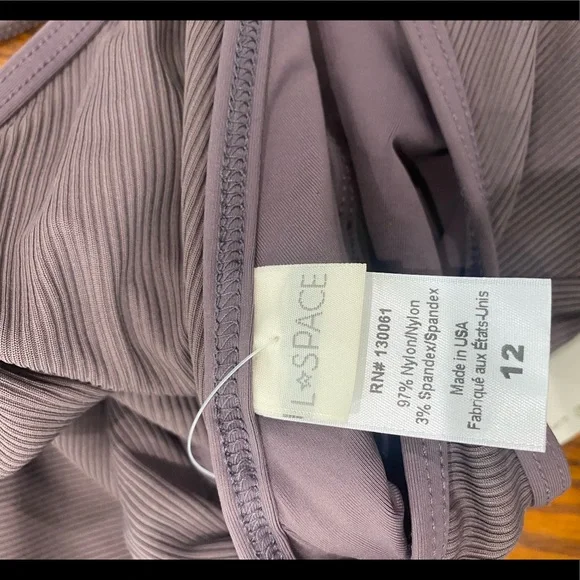 L*SPACE
RN# 130061
97% Nylon/Nylon
3% Spandex/Spandex
Made in USA
Fabriqué aux États-Unis
12